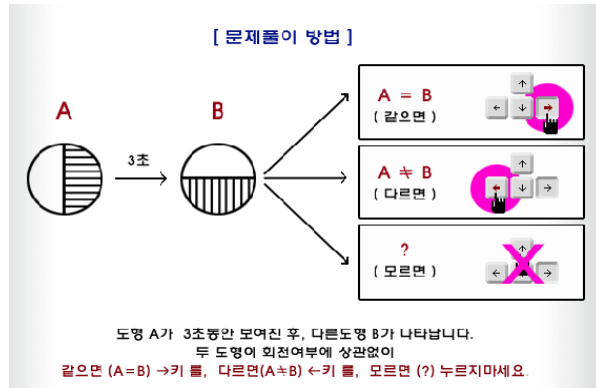 [ 문제풀이 방법 ]
A
3초
B
A = B
( 같으면 )
↑
← ↓ →
A ≠ B
( 다르면 )
↑
← ↓ →
?
( 모르면 )
↑
← →
도형 A가 3초동안 보여진 후, 다른도형 B가 나타납니다.
두 도형이 회전여부에 상관없이
같으면 (A=B) →키 를, 다르면(A≠B) ←키 를, 모르면 (?) 누르지마세요.